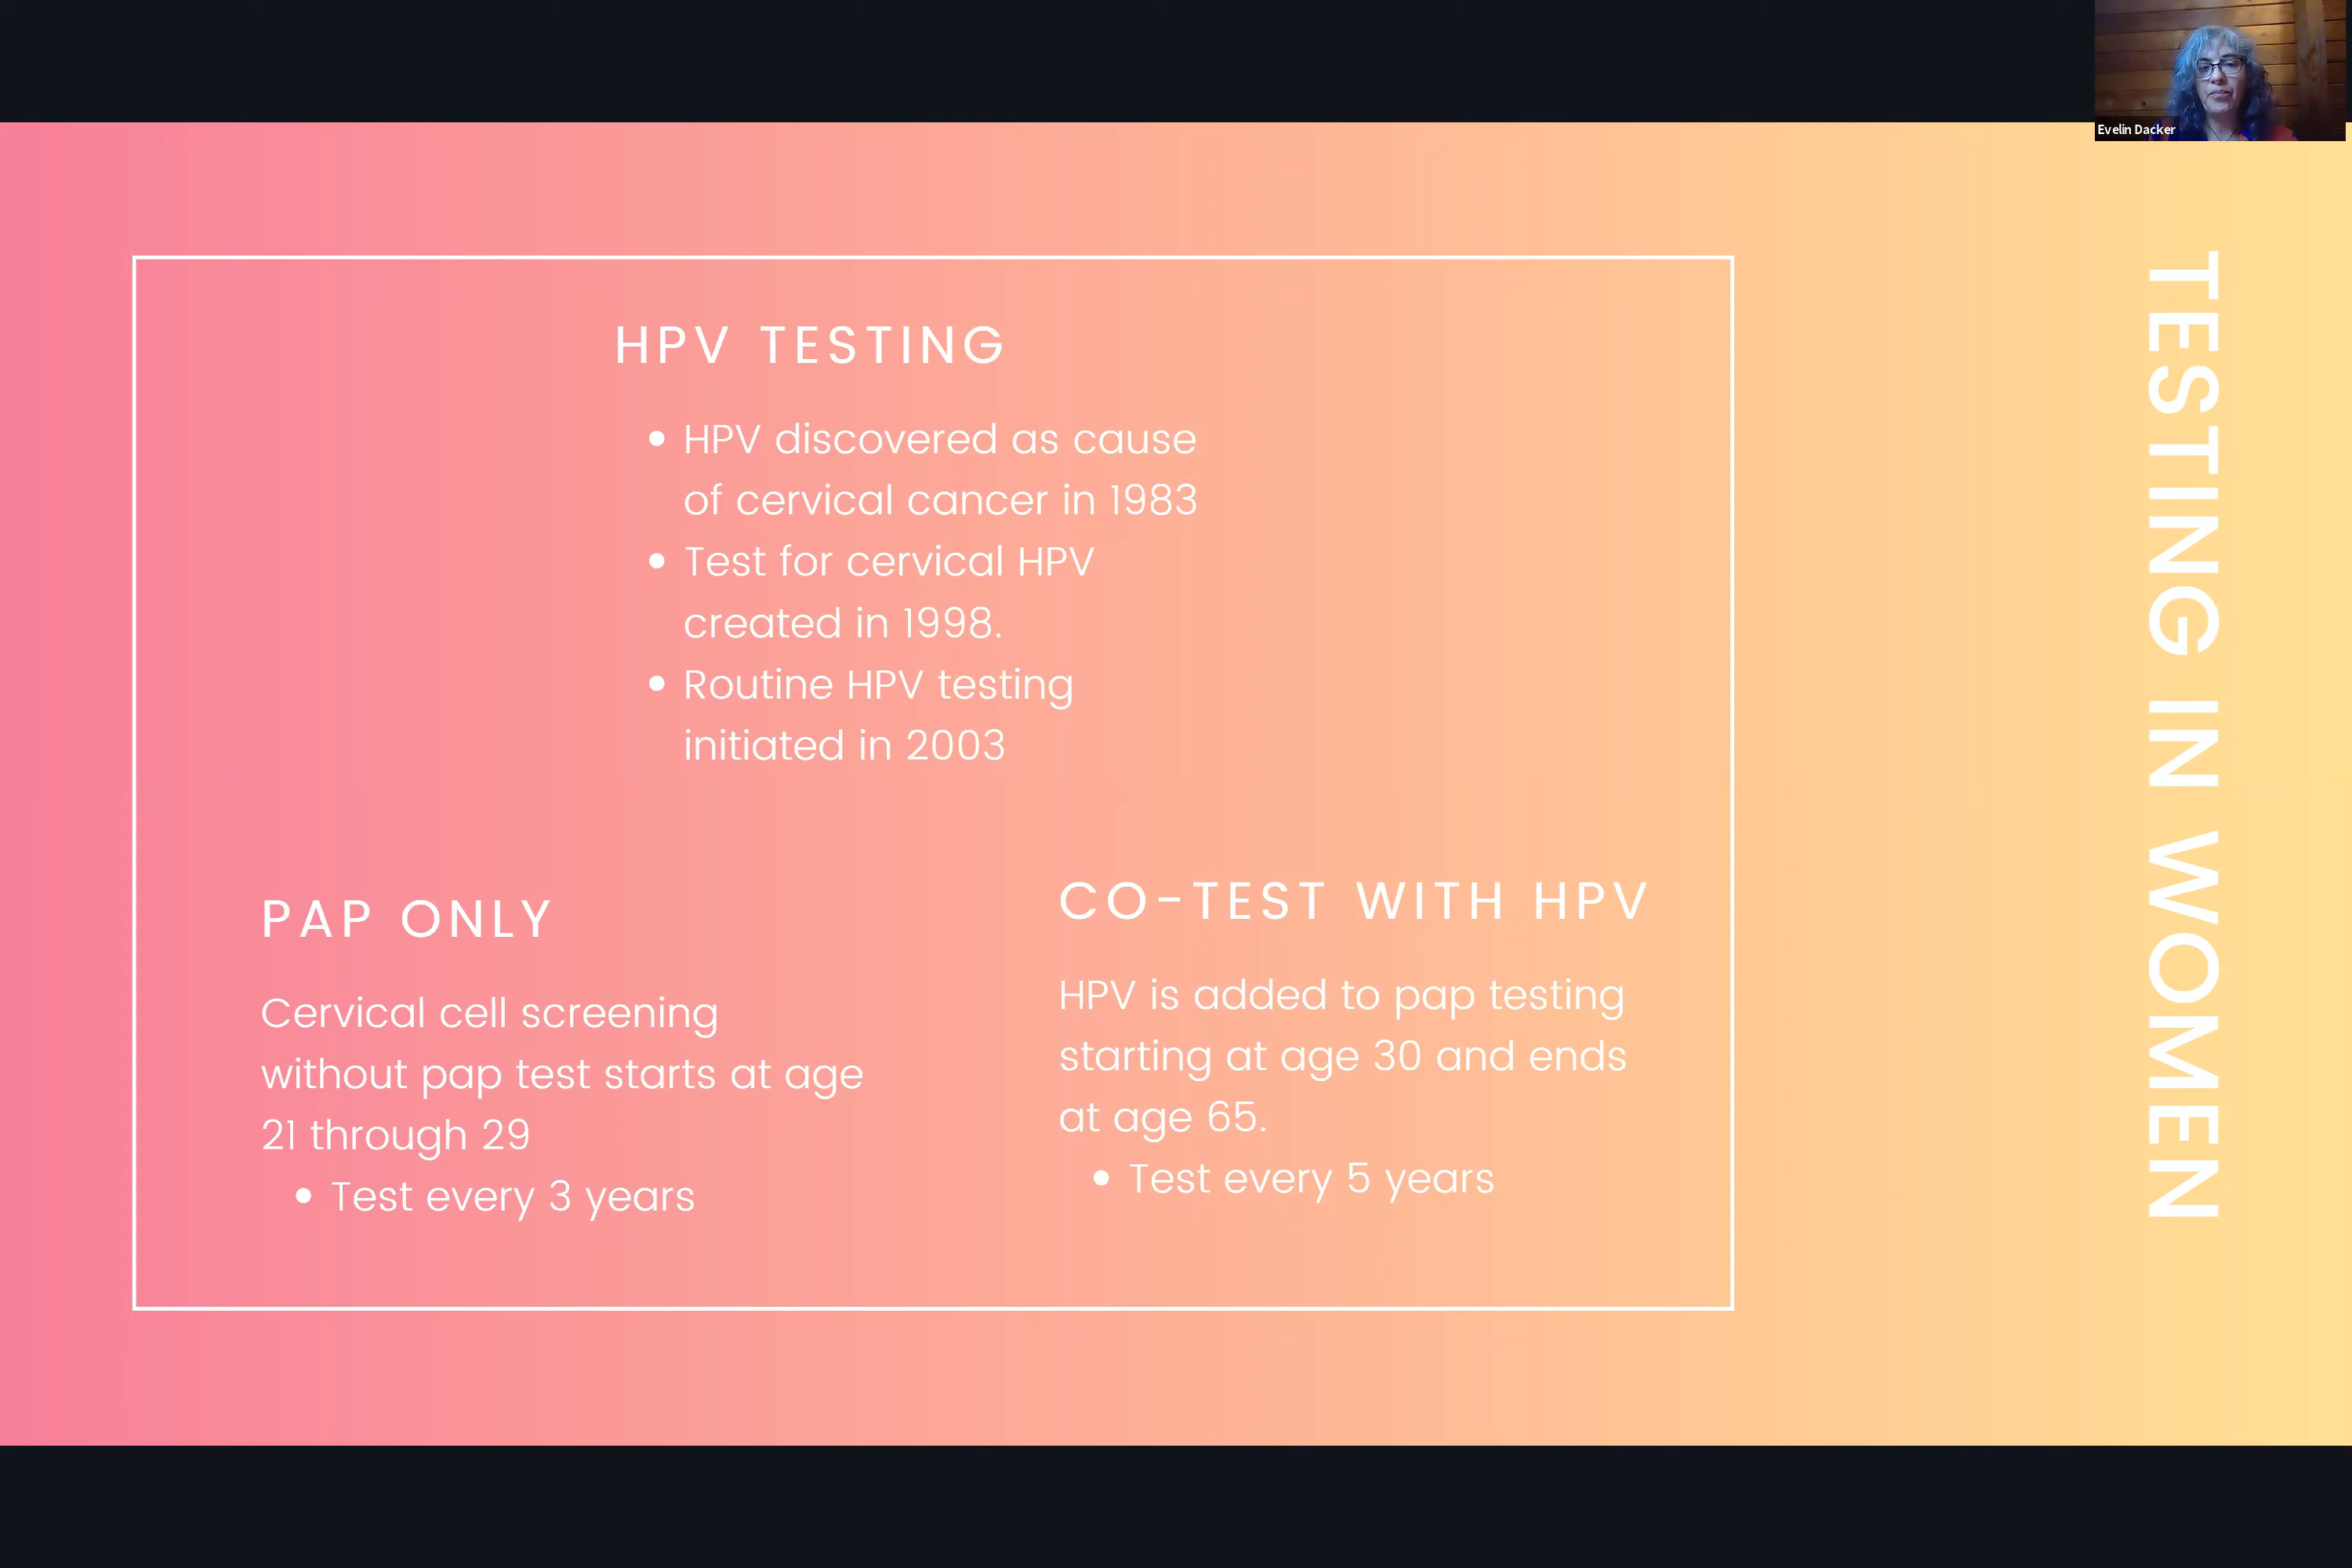 Evelin Dacker
HPV TESTING
• HPV discovered as cause
of cervical cancer in 1983
• Test for cervical HPV
created in 1998.
• Routine HPV testing
initiated in 2003
PAP ONLY
Cervical cell screening
without pap test starts at age
21 through 29
• Test every 3 years
CO-TEST WITH HPV
HPV is added to pap testing
starting at age 30 and ends
at age 65.
• Test every 5 years
TESTING IN WOMEN